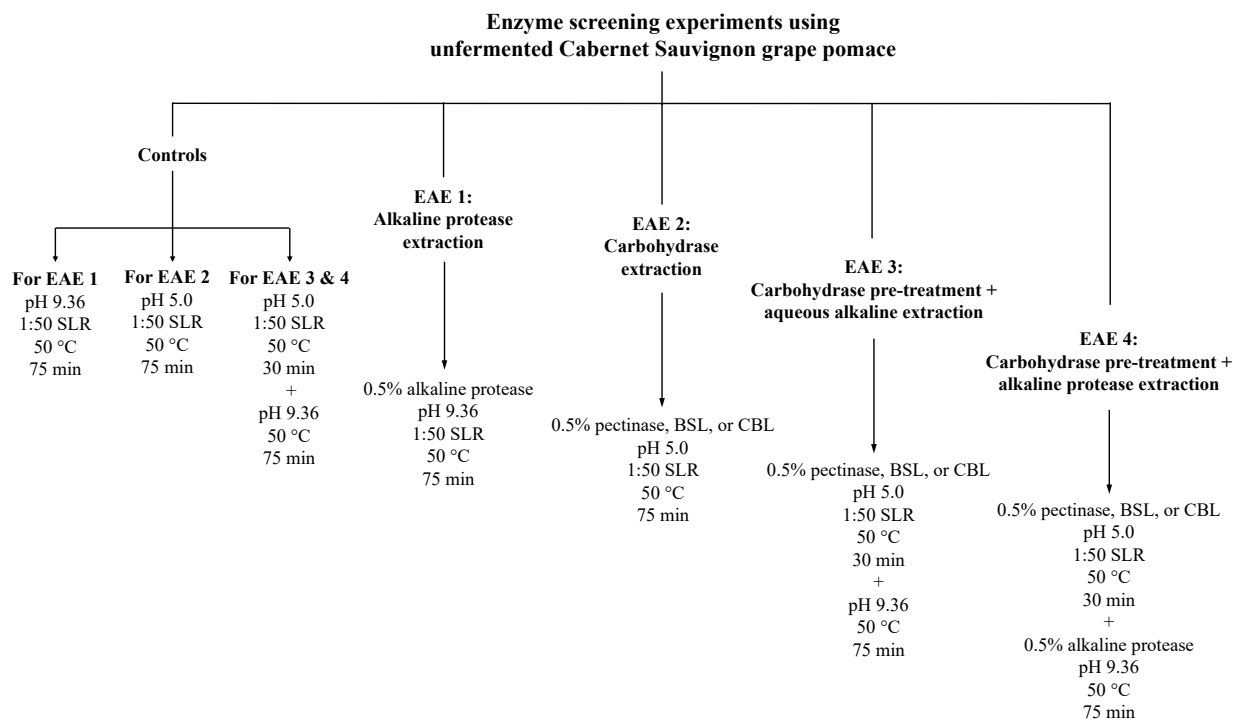 Enzyme screening experiments using
unfermented Cabernet Sauvignon grape pomace
Controls
For EAE 1
pH 9.36
1:50 SLR
50 °C
75 min
For EAE 2
pH 5.0
1:50 SLR
50 °C
75 min
For EAE 3 & 4
pH 5.0
1:50 SLR
50 °C
30 min
+
pH 9.36
50 °C
75 min
EAE 1:
Alkaline protease
extraction
0.5% alkaline protease
pH 9.36
1:50 SLR
50 °C
75 min
EAE 2:
Carbohydrase
extraction
0.5% pectinase, BSL, or CBL
pH 5.0
1:50 SLR
50 °C
75 min
EAE 3:
Carbohydrase pre-treatment +
aqueous alkaline extraction
0.5% pectinase, BSL, or CBL
pH 5.0
1:50 SLR
50 °C
30 min
+
pH 9.36
50 °C
75 min
EAE 4:
Carbohydrase pre-treatment +
alkaline protease extraction
0.5% pectinase, BSL, or CBL
pH 5.0
1:50 SLR
50 °C
30 min
+
0.5% alkaline protease
pH 9.36
50 °C
75 min